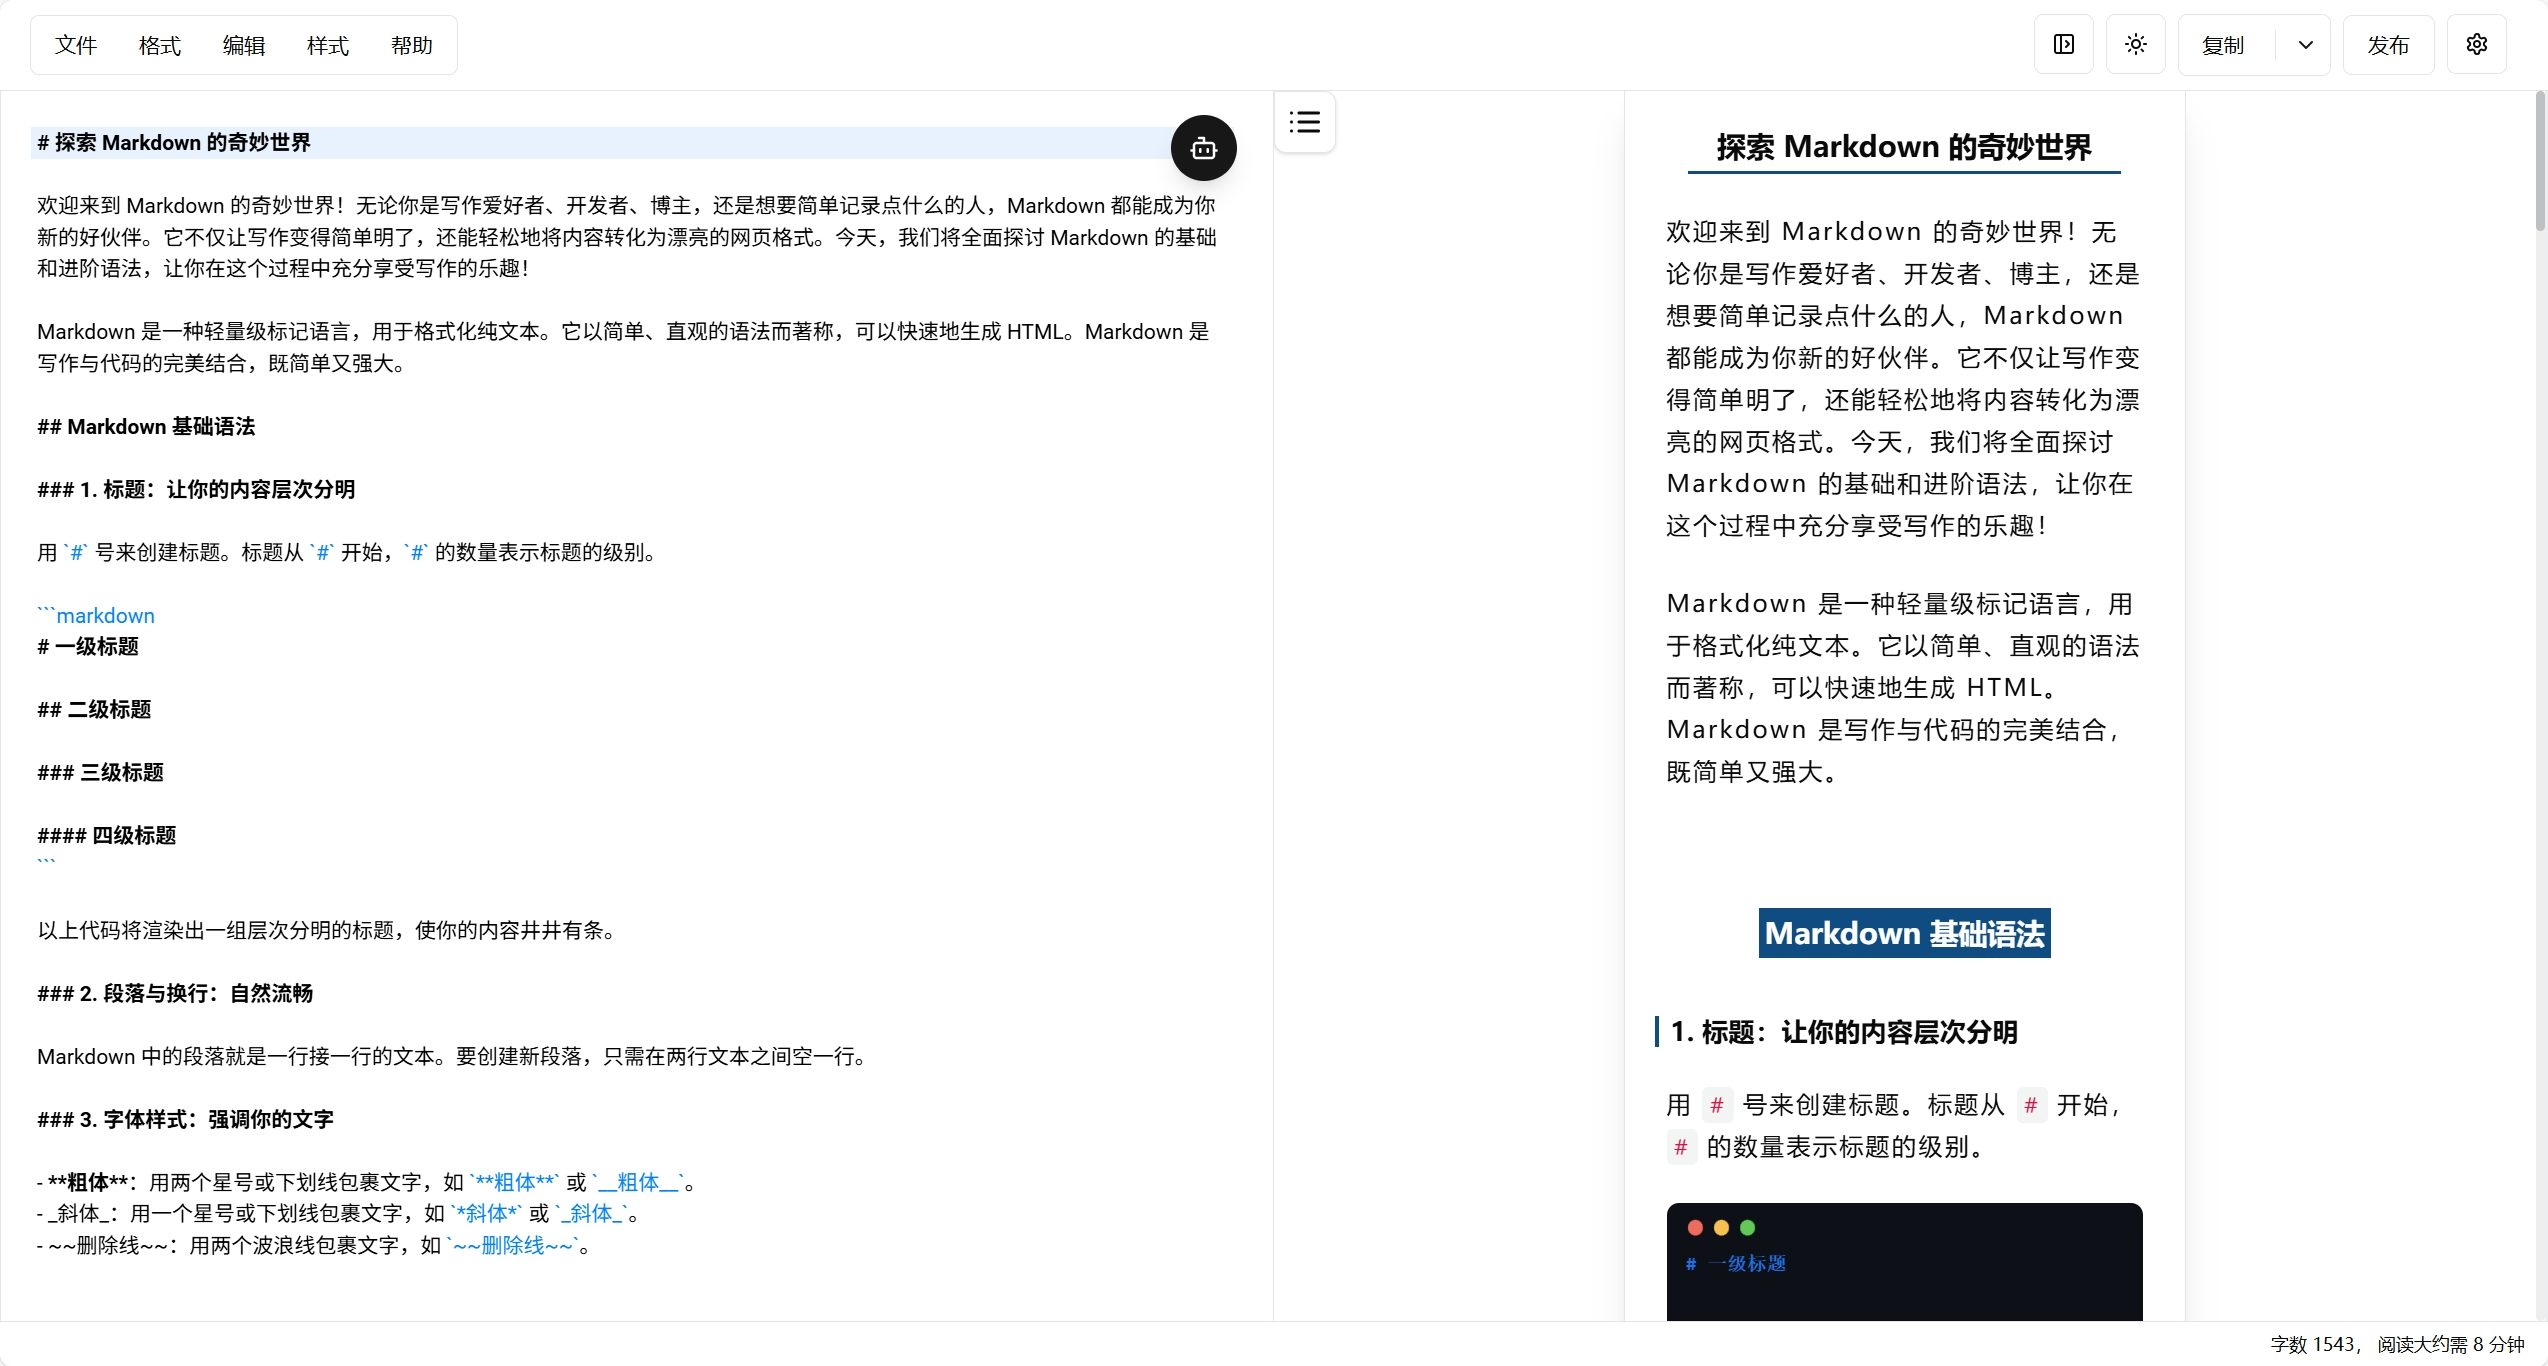 文件 格式 编辑 样式 帮助 复制 发布
# 探索 Markdown 的奇妙世界
欢迎来到 Markdown 的奇妙世界！无论你是写作爱好者、开发者、博主，还是想要简单记录点什么的人，Markdown 都能成为你
新的好伙伴。它不仅让写作变得简单明了，还能轻松地将内容转化为漂亮的网页格式。今天，我们将全面探讨 Markdown 的基础
和进阶语法，让你在这个过程中充分享受写作的乐趣！
Markdown 是一种轻量级标记语言，用于格式化纯文本。它以简单、直观的语法而著称，可以快速地生成 HTML。Markdown 是
写作与代码的完美结合，既简单又强大。
## Markdown 基础语法
### 1. 标题：让你的内容层次分明
用 `#` 号来创建标题。标题从 `#` 开始，`#` 的数量表示标题的级别。
```markdown
# 一级标题
## 二级标题
### 三级标题
#### 四级标题
```
以上代码将渲染出一组层次分明的标题，使你的内容井井有条。
### 2. 段落与换行：自然流畅
Markdown 中的段落就是一行接一行的文本。要创建新段落，只需在两行文本之间空一行。
### 3. 字体样式：强调你的文字
- **粗体**：用两个星号或下划线包裹文字，如 `**粗体**` 或 `__粗体__`。
- _斜体_：用一个星号或下划线包裹文字，如 `*斜体*` 或 `_斜体_`。
- ~~删除线~~：用两个波浪线包裹文字，如 `~~删除线~~`。
探索 Markdown 的奇妙世界
欢迎来到 Markdown 的奇妙世界！无
论你是写作爱好者、开发者、博主，还是
想要简单记录点什么的人，Markdown
都能成为你新的好伙伴。它不仅让写作变
得简单明了，还能轻松地将内容转化为漂
亮的网页格式。今天，我们将全面探讨
Markdown 的基础和进阶语法，让你在
这个过程中充分享受写作的乐趣！
Markdown 是一种轻量级标记语言，用
于格式化纯文本。它以简单、直观的语法
而著称，可以快速地生成 HTML。
Markdown 是写作与代码的完美结合，
既简单又强大。
Markdown 基础语法
1. 标题：让你的内容层次分明
用 # 号来创建标题。标题从 # 开始，
# 的数量表示标题的级别。
# 一级标题
字数 1543， 阅读大约需 8 分钟